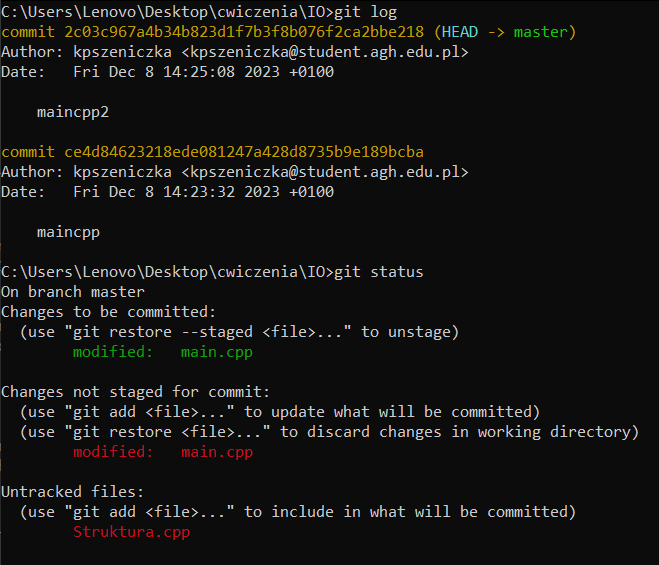 C:\Users\Lenovo\Desktop\cwiczenia\IO>git log
commit 2c03c967a4b34b823d1f7b3f8b076f2ca2bbe218 (HEAD -> master)
Author: kpszeniczka <kpszeniczka@student.agh.edu.pl>
Date:   Fri Dec 8 14:25:08 2023 +0100

    maincpp2

commit ce4d84623218ede081247a428d8735b9e189bcba
Author: kpszeniczka <kpszeniczka@student.agh.edu.pl>
Date:   Fri Dec 8 14:23:32 2023 +0100

    maincpp

C:\Users\Lenovo\Desktop\cwiczenia\IO>git status
On branch master
Changes to be committed:
  (use "git restore --staged <file>..." to unstage)
        modified:   main.cpp

Changes not staged for commit:
  (use "git add <file>..." to update what will be committed)
  (use "git restore <file>..." to discard changes in working directory)
        modified:   main.cpp

Untracked files:
  (use "git add <file>..." to include in what will be committed)
        Struktura.cpp